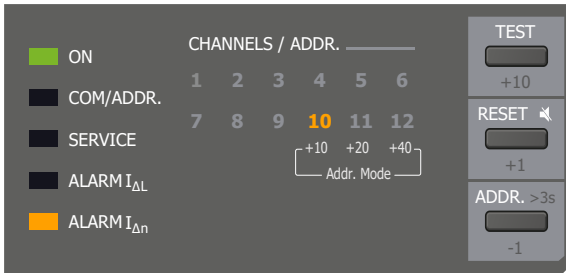 ON
COM/ADDR.
SERVICE
ALARM IΔL
ALARM IΔn
CHANNELS / ADDR.
1 2 3 4 5 6
7 8 9 10 11 12
+10 +20 +40
Addr. Mode
TEST
+10
RESET
+1
ADDR. >3s
-1